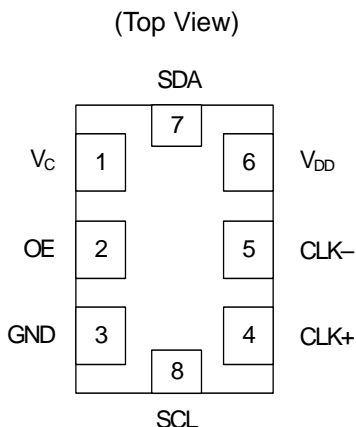 (Top View)
SDA
7
VC 1 6 VDD
OE 2 5 CLK–
GND 3 4 CLK+
8
SCL